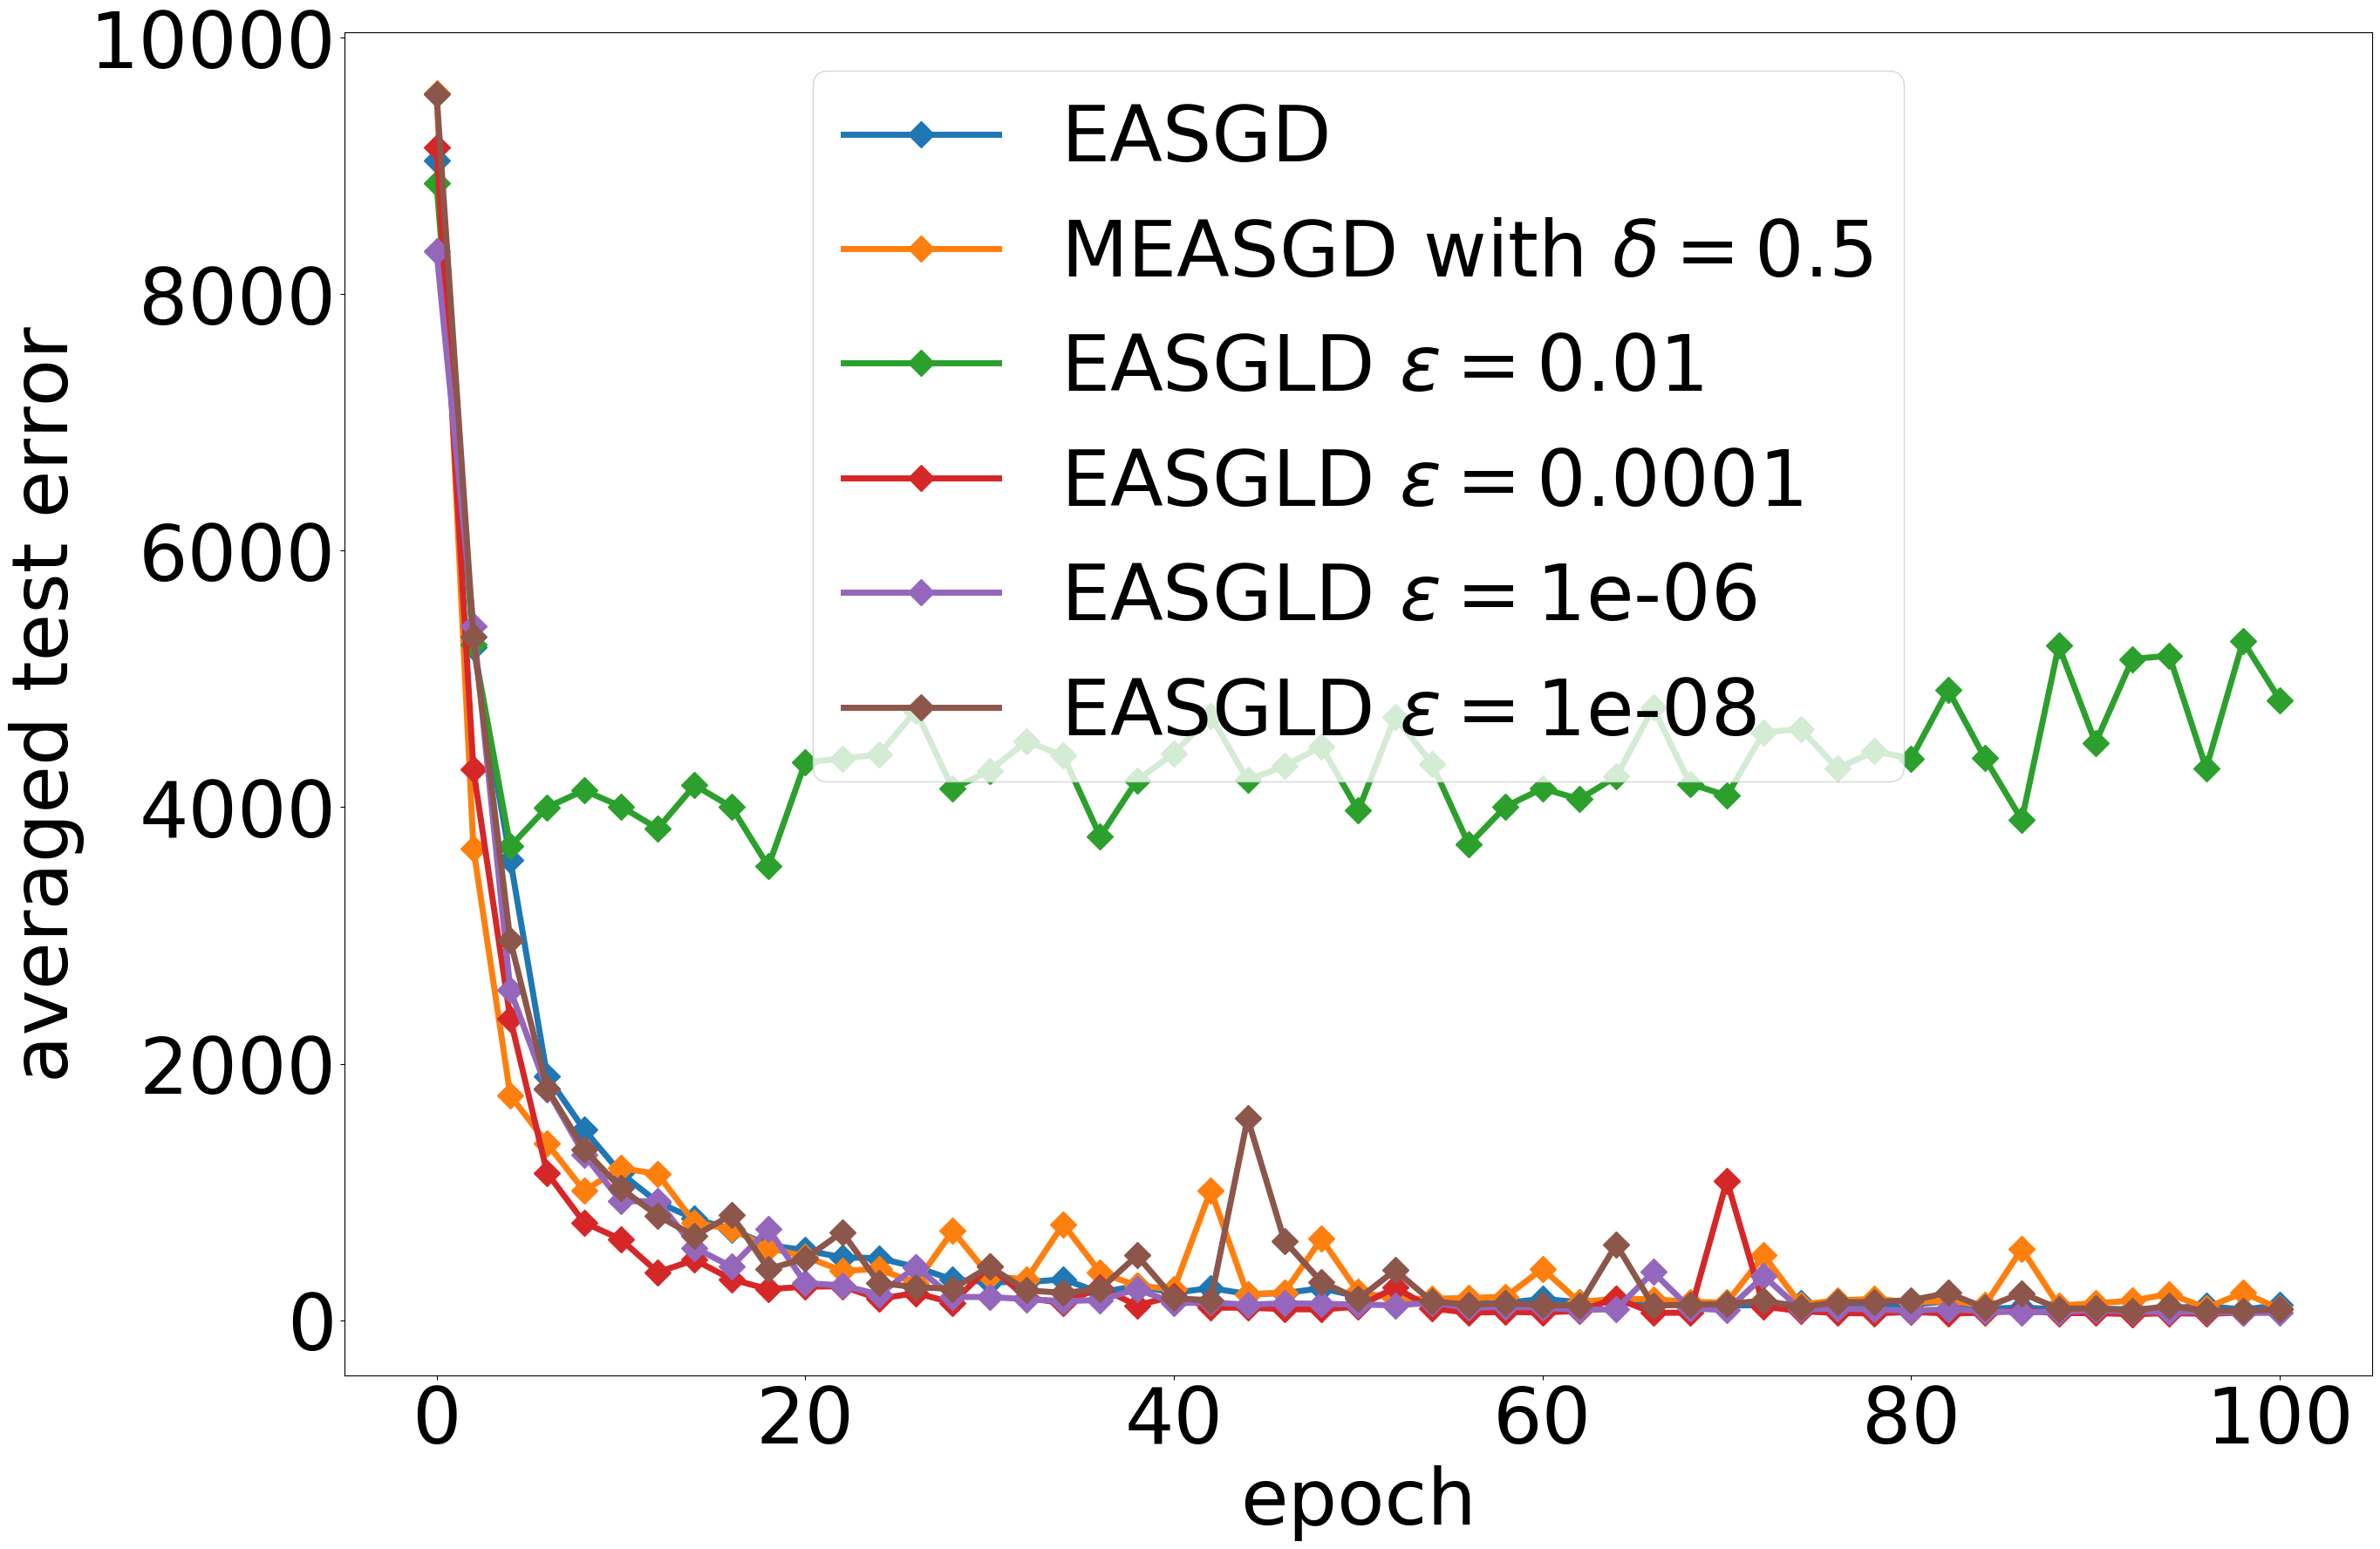 averaged test error
10000
8000
6000
4000
2000
0
EASGD
MEASGD with δ = 0.5
EASGLD ε = 0.01
EASGLD ε = 0.0001
EASGLD ε = 1e-06
EASGLD ε = 1e-08
0 20 40 60 80 100
epoch